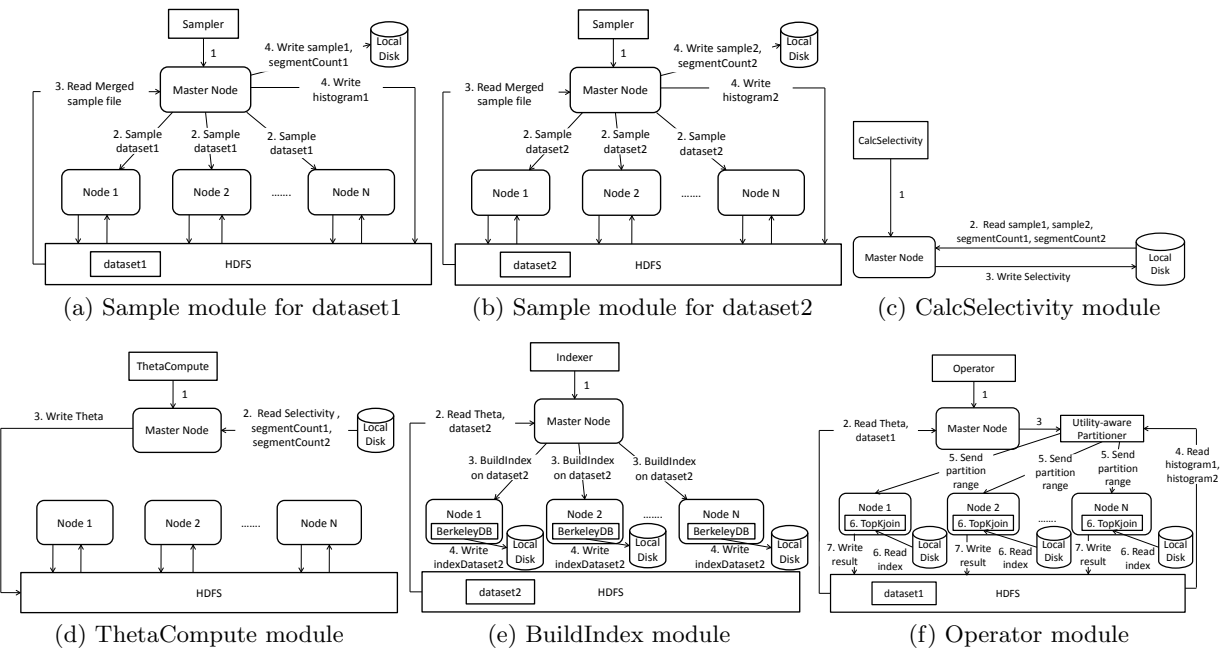 Sampler
1
4. Write sample1,
segmentCount1
Local
Disk
3. Read Merged
sample file
Master Node
4. Write
histogram1
2. Sample
dataset1
2. Sample
dataset1
2. Sample
dataset1
Node 1
Node 2
.......
Node N
dataset1
HDFS
(a) Sample module for dataset1
Sampler
1
4. Write sample2,
segmentCount2
Local
Disk
3. Read Merged
sample file
Master Node
4. Write
histogram2
2. Sample
dataset2
2. Sample
dataset2
2. Sample
dataset2
Node 1
Node 2
.......
Node N
dataset2
HDFS
(b) Sample module for dataset2
CalcSelectivity
1
2. Read sample1, sample2,
segmentCount1, segmentCount2
Master Node
Local
Disk
3. Write Selectivity
(c) CalcSelectivity module
ThetaCompute
1
3. Write Theta
Master Node
2. Read Selectivity ,
segmentCount1,
segmentCount2
Local
Disk
Node 1
Node 2
.......
Node N
HDFS
(d) ThetaCompute module
Indexer
1
2. Read Theta,
dataset2
Master Node
3. BuildIndex
on dataset2
3. BuildIndex
on dataset2
3. BuildIndex
on dataset2
Node 1
BerkeleyDB
Node 2
BerkeleyDB
.......
Node N
BerkeleyDB
Local
Disk
Local
Disk
Local
Disk
4. Write
indexDataset2
4. Write
indexDataset2
4. Write
indexDataset2
dataset2
HDFS
(e) BuildIndex module
Operator
1
2. Read Theta,
dataset1
Master Node
3
Utility-aware
Partitioner
4. Read
histogram1,
histogram2
5. Send
partition
range
5. Send
partition
range
5. Send
partition
range
Node 1
6. TopKjoin
Node 2
6. TopKjoin
.......
Node N
6. TopKjoin
Local
Disk
Local
Disk
Local
Disk
7. Write
result
6. Read
index
7. Write
result
6. Read
index
7. Write
result
6. Read
index
dataset1
HDFS
(f) Operator module